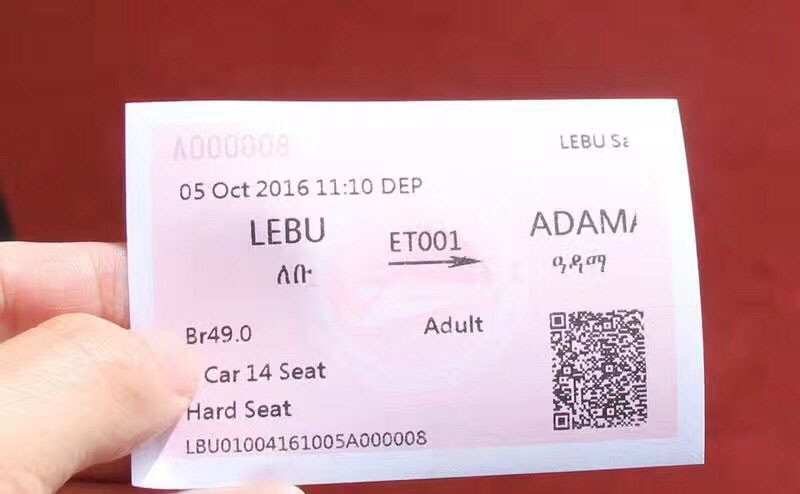 A000008
LEBU
05 Oct 2016 11:10 DEP
LEBU ET001 ADAMA
ለቡ ዓዳማ
Br49.0 Adult
Car 14 Seat
Hard Seat
LBU01004161005A000008